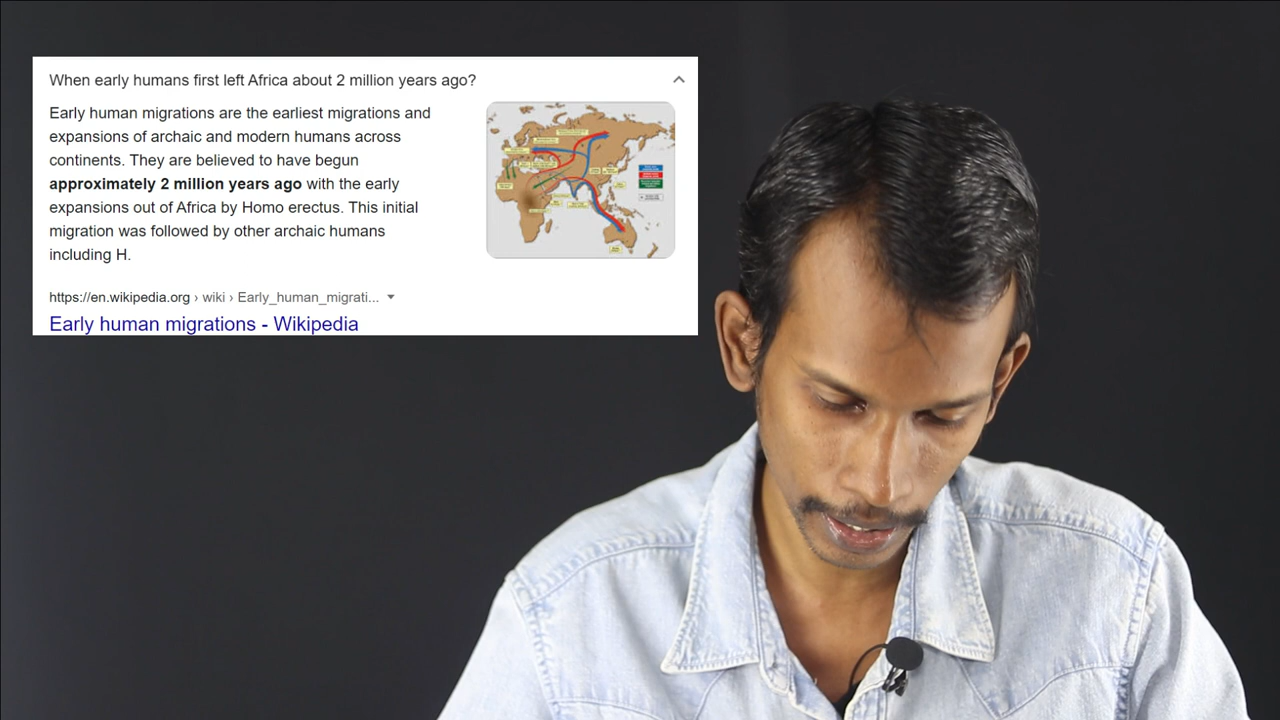 When early humans first left Africa about 2 million years ago?
Early human migrations are the earliest migrations and
expansions of archaic and modern humans across
continents. They are believed to have begun
approximately 2 million years ago with the early
expansions out of Africa by Homo erectus. This initial
migration was followed by other archaic humans
including H.
https://en.wikipedia.org › wiki › Early_human_migrati...
Early human migrations - Wikipedia